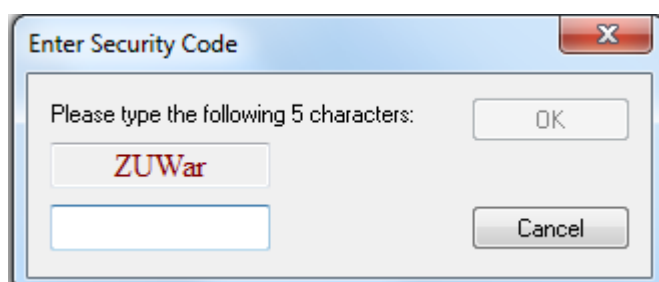 Enter Security Code
Please type the following 5 characters:
OK
ZUWar
Cancel